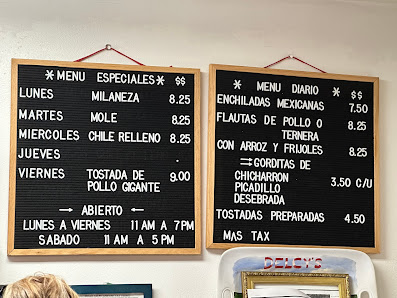 * MENU ESPECIALES * $$
LUNES MILANEZA 8.25
MARTES MOLE 8.25
MIERCOLES CHILE RELLENO 8.25
JUEVES -
VIERNES TOSTADA DE 9.00
POLLO GIGANTE
→ ABIERTO →
LUNES A VIERNES 11 AM A 7 PM
SABADO 11 AM A 5 PM
* MENU DIARIO * $$
ENCHILADAS MEXICANAS 7.50
FLAUTAS DE POLLO O 8.25
TERNERA
CON ARROZ Y FRIJOLES 8.25
⇒ GORDITAS DE
CHICHARRON
PICADILLO 3.50 C/U
DESEBRADA
TOSTADAS PREPARADAS 4.50
MAS TAX
DELCY'S